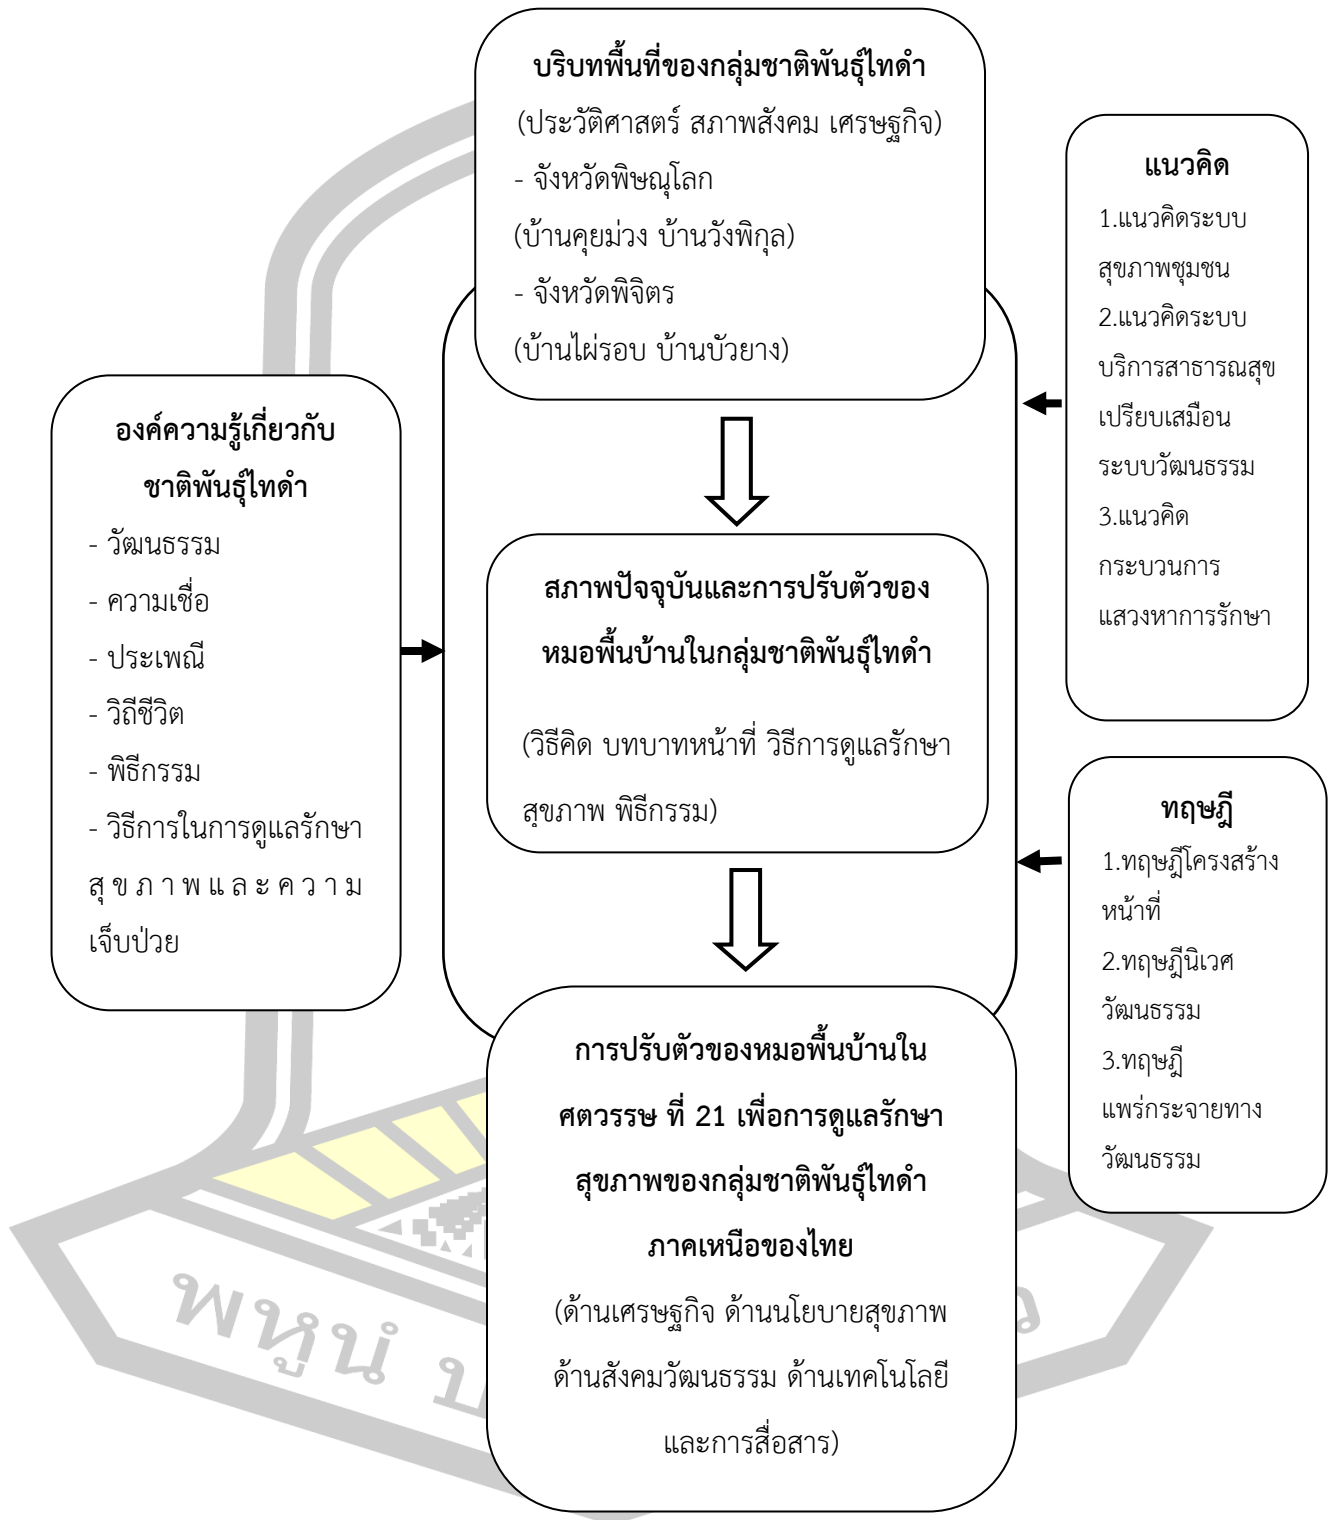 บริบทพื้นที่ของกลุ่มชาติพันธุ์ไทดำ
(ประวัติศาสตร์ สภาพสังคม เศรษฐกิจ)
- จังหวัดพิษณุโลก
(บ้านคุยม่วง บ้านวังพิกุล)
- จังหวัดพิจิตร
(บ้านไผ่รอบ บ้านบัวยาง)
องค์ความรู้เกี่ยวกับ
ชาติพันธุ์ไทดำ
- วัฒนธรรม
- ความเชื่อ
- ประเพณี
- วิถีชีวิต
- พิธีกรรม
- วิธีการในการดูแลรักษา
สุขภาพและความ
เจ็บป่วย
สภาพปัจจุบันและการปรับตัวของ
หมอพื้นบ้านในกลุ่มชาติพันธุ์ไทดำ
(วิธีคิด บทบาทหน้าที่ วิธีการดูแลรักษา
สุขภาพ พิธีกรรม)
แนวคิด
1.แนวคิดระบบ
สุขภาพชุมชน
2.แนวคิดระบบ
บริการสาธารณสุข
เปรียบเสมือน
ระบบวัฒนธรรม
3.แนวคิด
กระบวนการ
แสวงหาการรักษา
ทฤษฎี
1.ทฤษฎีโครงสร้าง
หน้าที่
2.ทฤษฎีนิเวศ
วัฒนธรรม
3.ทฤษฎี
แพร่กระจายทาง
วัฒนธรรม
การปรับตัวของหมอพื้นบ้านใน
ศตวรรษ ที่ 21 เพื่อการดูแลรักษา
สุขภาพของกลุ่มชาติพันธุ์ไทดำ
ภาคเหนือของไทย
(ด้านเศรษฐกิจ ด้านนโยบายสุขภาพ
ด้านสังคมวัฒนธรรม ด้านเทคโนโลยี
และการสื่อสาร)
พหูนํ